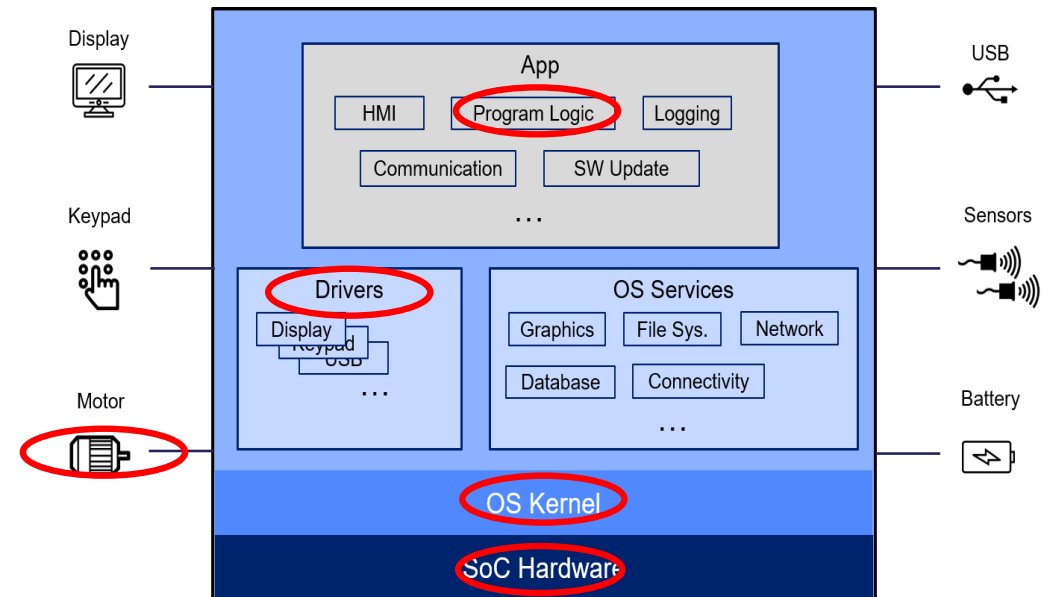 Display
USB
App
HMI
Program Logic
Logging
Communication
SW Update
...
Keypad
Sensors
Drivers
Display
Keypad
USB
...
OS Services
Graphics
File Sys.
Network
Database
Connectivity
...
Motor
Battery
OS Kernel
SoC Hardware